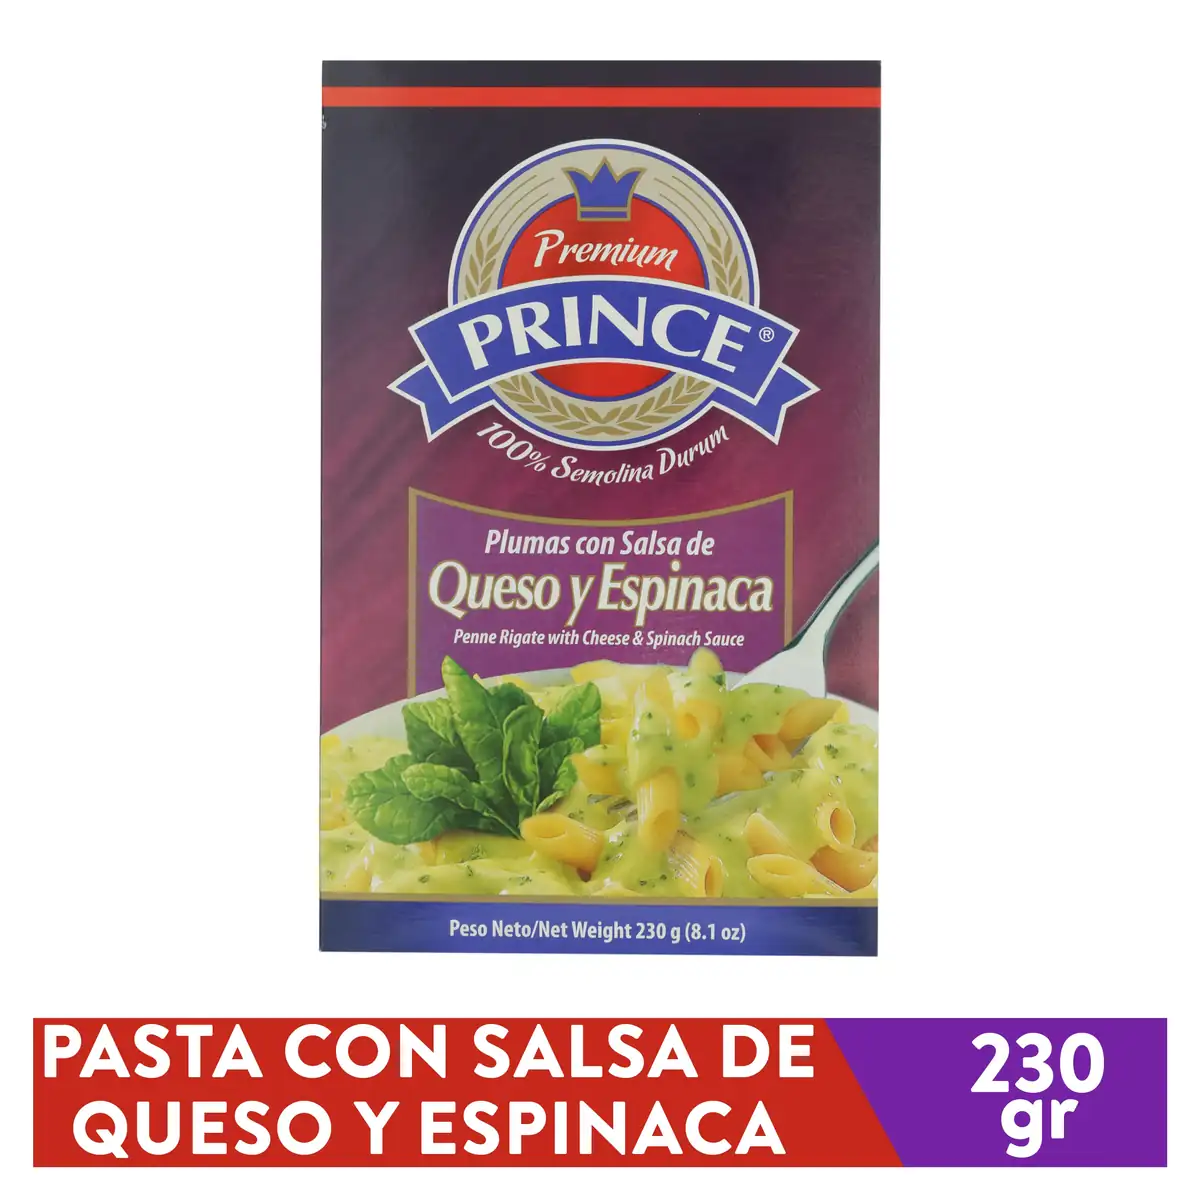 Premium
PRINCE®
100% Semolina Durum
Plumas con Salsa de
Queso y Espinaca
Penne Rigate with Cheese & Spinach Sauce
Peso Neto/Net Weight 230 g (8.1 oz)
PASTA CON SALSA DE
QUESO Y ESPINACA
230
gr